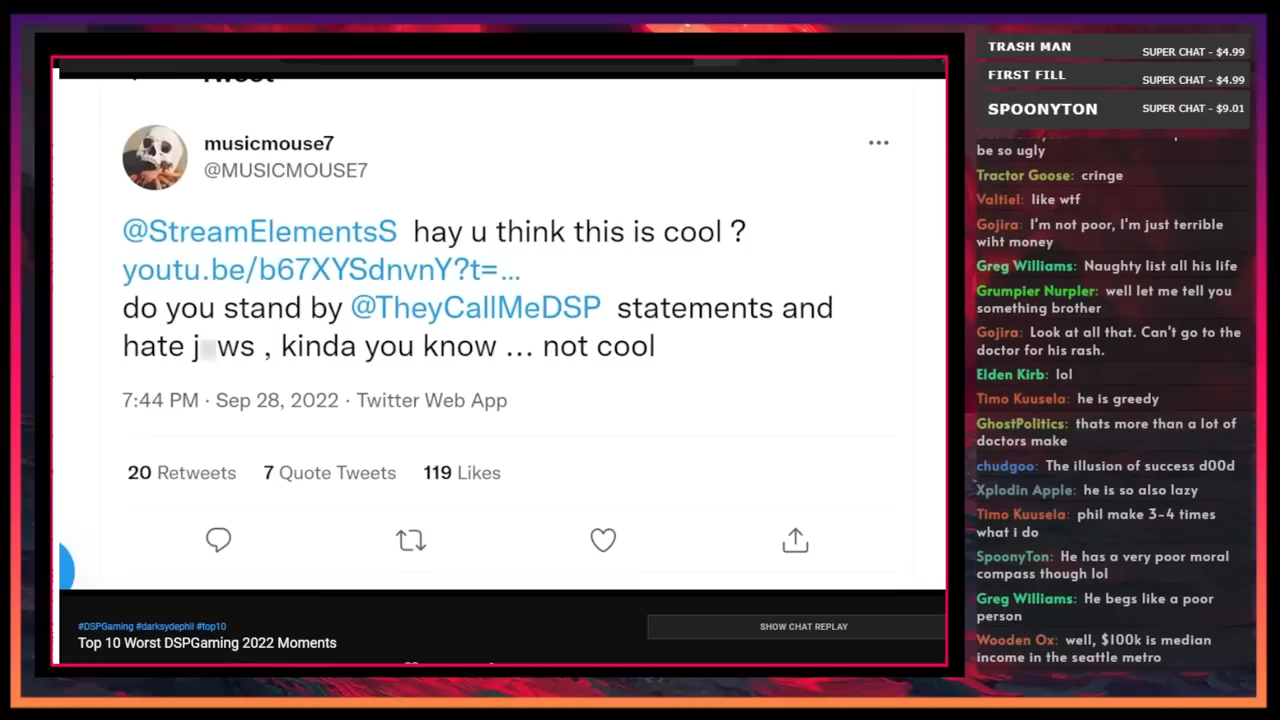 Tweet
musicmouse7
@MUSICMOUSE7
@StreamElementsS hay u think this is cool ?
youtu.be/b67XYSdnvnY?t=...
do you stand by @TheyCallMeDSP statements and
hate j ws , kinda you know ... not cool
7:44 PM · Sep 28, 2022 · Twitter Web App
20 Retweets 7 Quote Tweets 119 Likes
#DSPGaming #darksydephil #top10
Top 10 Worst DSPGaming 2022 Moments
SHOW CHAT REPLAY
TRASH MAN SUPER CHAT - $4.99
FIRST FILL SUPER CHAT - $4.99
SPOONYTON SUPER CHAT - $9.01
be so ugly
Tractor Goose: cringe
Valtiel: like wtf
Gojira: I'm not poor, I'm just terrible
wiht money
Greg Williams: Naughty list all his life
Grumpier Nurpler: well let me tell you
something brother
Gojira: Look at all that. Can't go to the
doctor for his rash.
Elden Kirb: lol
Timo Kuusela: he is greedy
GhostPolitics: thats more than a lot of
doctors make
chudgoo: The illusion of success d00d
Xplodin Apple: he is so also lazy
Timo Kuusela: phil make 3-4 times
what i do
SpoonyTon: He has a very poor moral
compass though lol
Greg Williams: He begs like a poor
person
Wooden Ox: well, $100k is median
income in the seattle metro